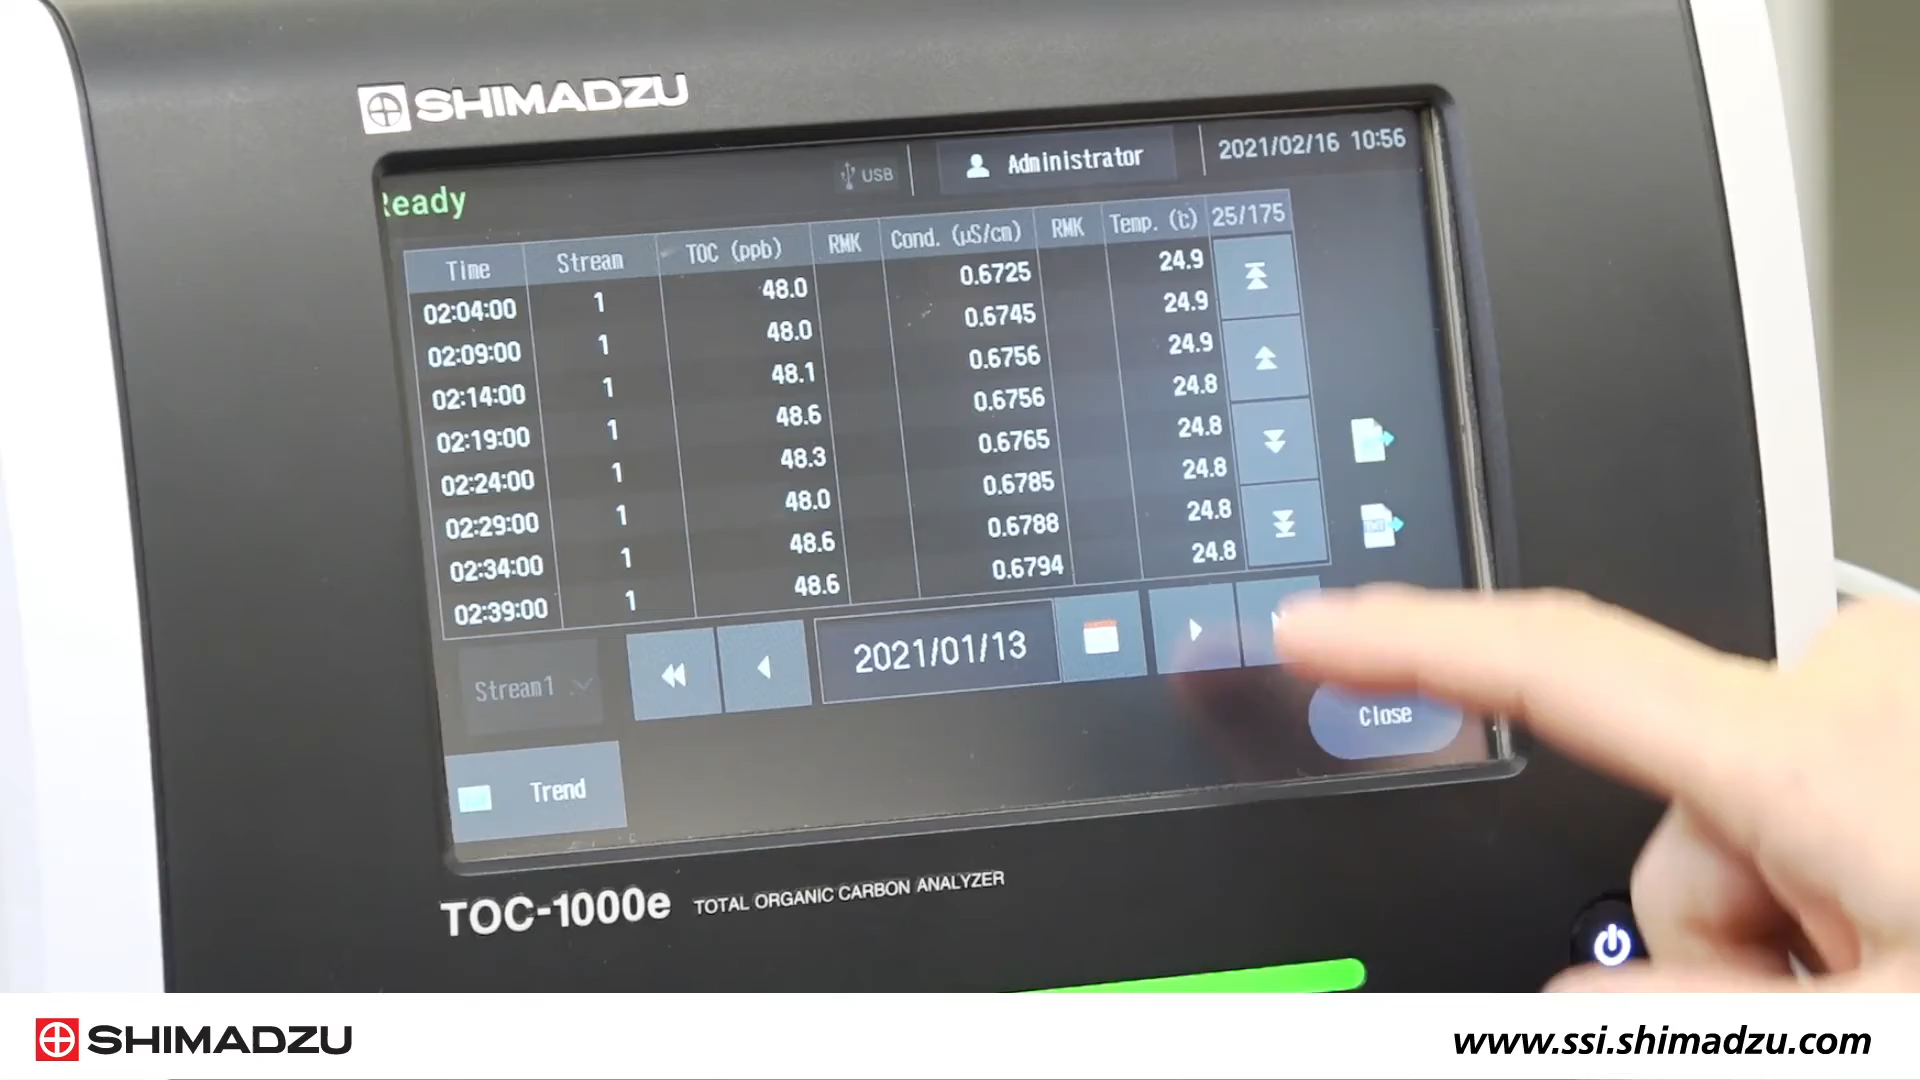 SHIMADZU
Ready USB Administrator 2021/02/16 10:56
Time Stream TOC (ppb) RMK Cond. (µS/cm) RMK Temp. (℃) 25/175
02:04:00 1 48.0 0.6725 24.9
02:09:00 1 48.0 0.6745 24.9
02:14:00 1 48.1 0.6756 24.9
02:19:00 1 48.6 0.6756 24.8
02:24:00 1 48.3 0.6765 24.8
02:29:00 1 48.0 0.6785 24.8
02:34:00 1 48.6 0.6788 24.8
02:39:00 1 48.6 0.6794 24.8
Stream1 2021/01/13
Close
Trend
TOC-1000e TOTAL ORGANIC CARBON ANALYZER
SHIMADZU www.ssi.shimadzu.com